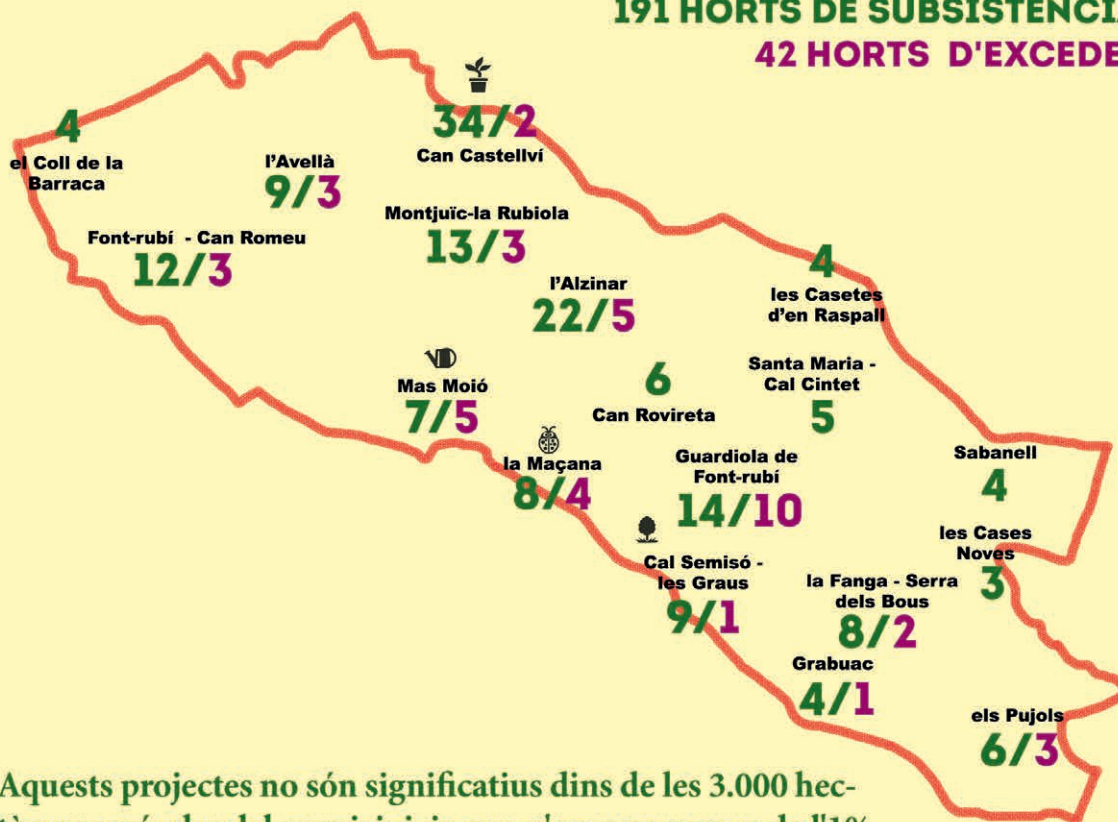 191 HORTS DE SUBSISTÈNCI
42 HORTS D'EXCEDE
34/2
Can Castellví
4
el Coll de la
Barraca
l'Avellà
9/3
Montjuïc-la Rubiola
13/3
Font-rubí - Can Romeu
12/3
4
les Casetes
d'en Raspall
l'Alzinar
22/5
Mas Moió
7/5
6
Can Rovireta
Santa Maria -
Cal Cintet
5
la Maçana
8/4
Guardiola de
Font-rubí
14/10
Sabanell
4
les Cases
Noves
3
Cal Semisó -
les Graus
9/1
la Fanga - Serra
dels Bous
8/2
Grabuac
4/1
els Pujols
6/3
Aquests projectes no són significatius dins de les 3.000 hec-